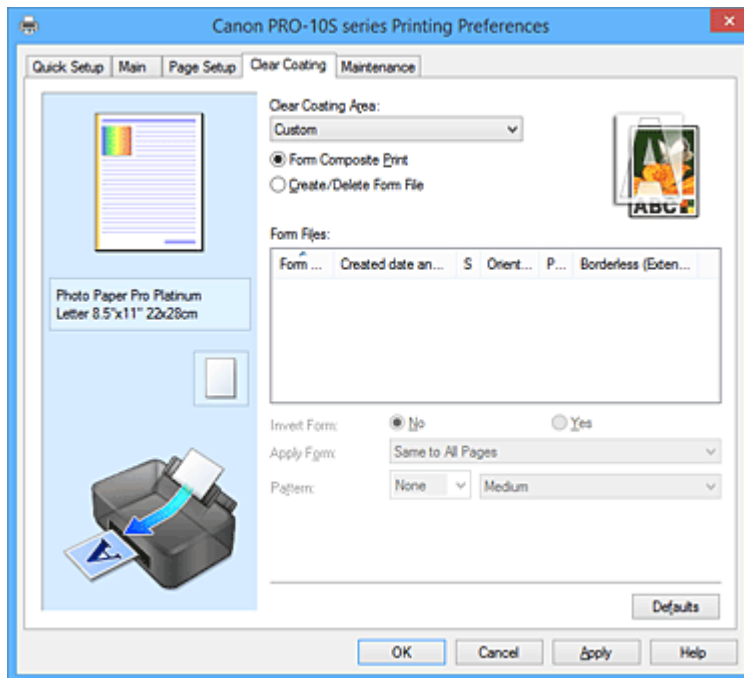 Canon PRO-10S series Printing Preferences
Quick Setup Main Page Setup Clear Coating Maintenance
Clear Coating Area:
Custom
Form Composite Print
Create/Delete Form File
ABC
Form Files:
Form ... Created date an... S Orient... P... Borderless (Exten...
Photo Paper Pro Platinum
Letter 8.5"x11" 22x28cm
Invert Form: No Yes
Apply Form: Same to All Pages
Pattern: None Medium
A
Defaults
OK Cancel Apply Help